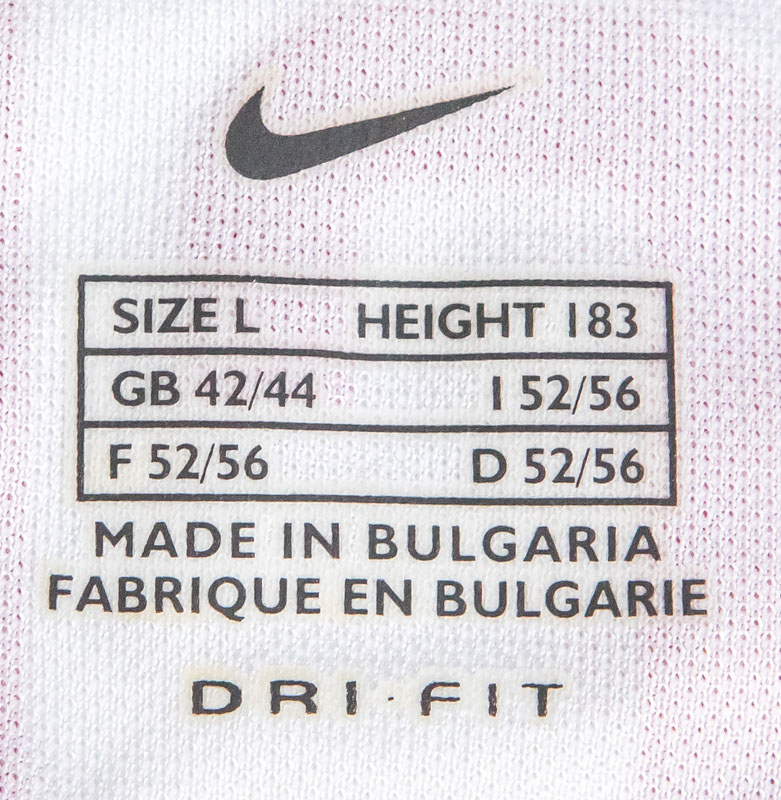 SIZE L HEIGHT 183
GB 42/44 I 52/56
F 52/56 D 52/56
MADE IN BULGARIA
FABRIQUE EN BULGARIE
DRI·FIT